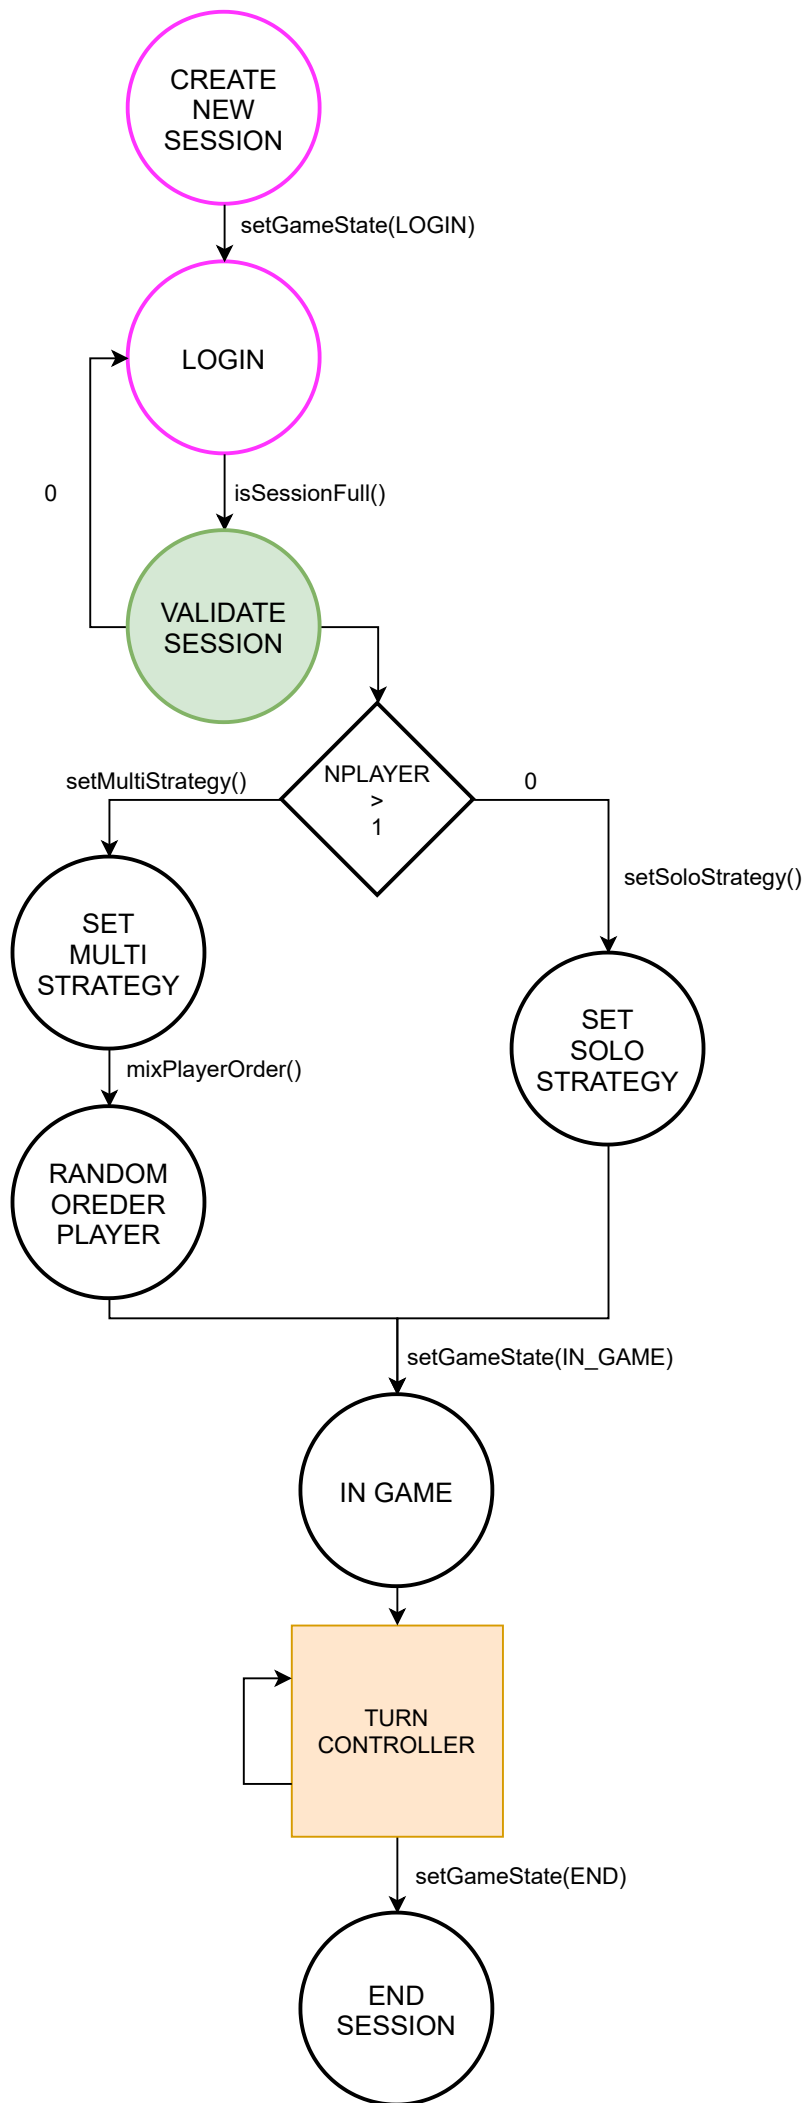 CREATE
NEW
SESSION
setGameState(LOGIN)
LOGIN
0
isSessionFull()
VALIDATE
SESSION
NPLAYER
>
1
setMultiStrategy()
0
setSoloStrategy()
SET
MULTI
STRATEGY
SET
SOLO
STRATEGY
mixPlayerOrder()
RANDOM
OREDER
PLAYER
setGameState(IN_GAME)
IN GAME
TURN
CONTROLLER
setGameState(END)
END
SESSION